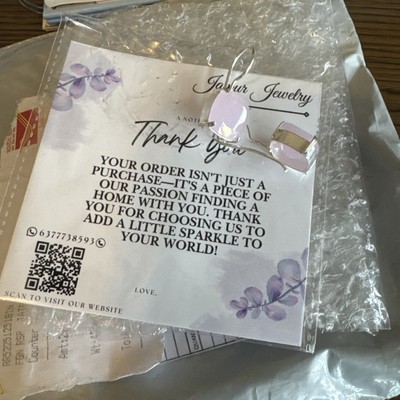 Jewelry
A NOTE
Thank You
YOUR ORDER ISN'T JUST A
PURCHASE—IT'S A PIECE OF
OUR PASSION FINDING A
HOME WITH YOU. THANK
YOU FOR CHOOSING US TO
ADD A LITTLE SPARKLE TO
YOUR WORLD!
6377738593
LOVE,
SCAN TO VISIT OUR WEBSITE
Counter